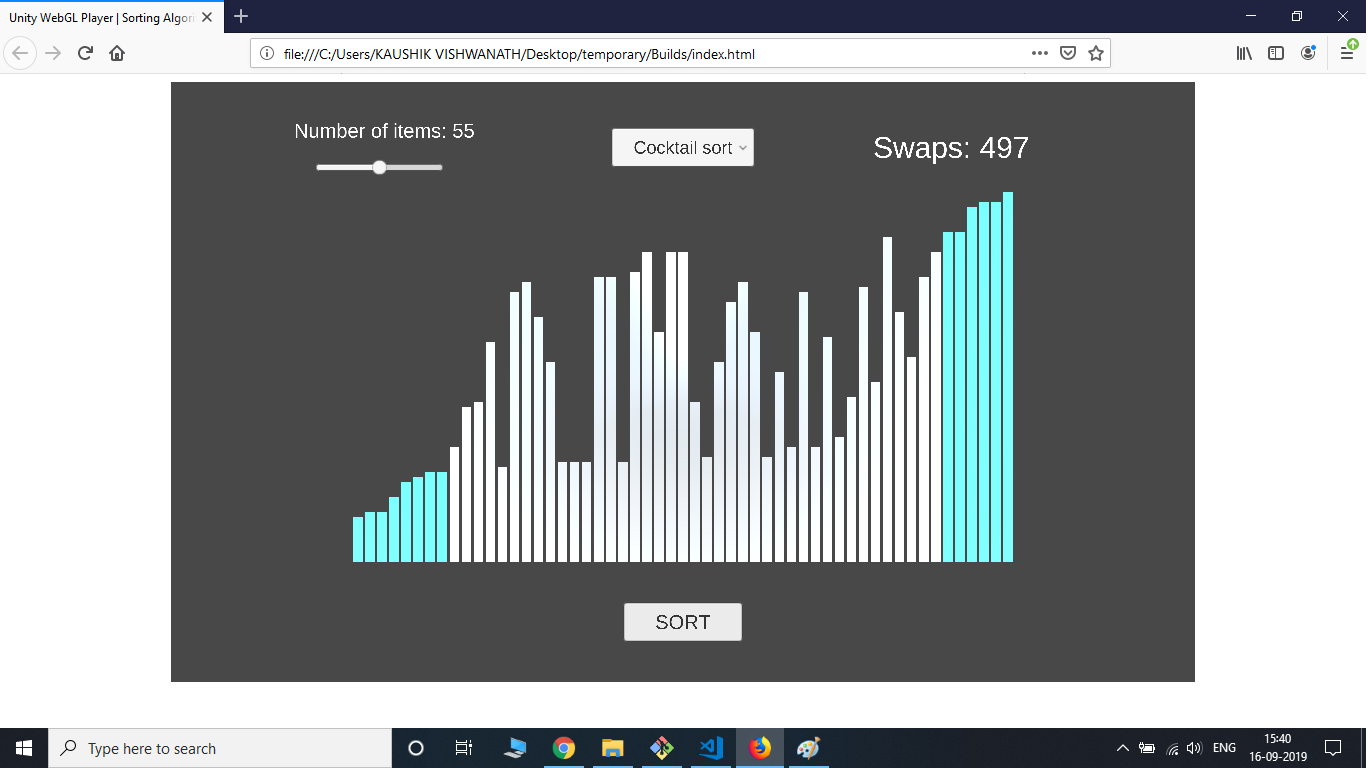 Unity WebGL Player | Sorting Algori
file:///C:/Users/KAUSHIK VISHWANATH/Desktop/temporary/Builds/index.html
Number of items: 55
Cocktail sort
Swaps: 497
SORT
Type here to search
ENG
15:40
16-09-2019